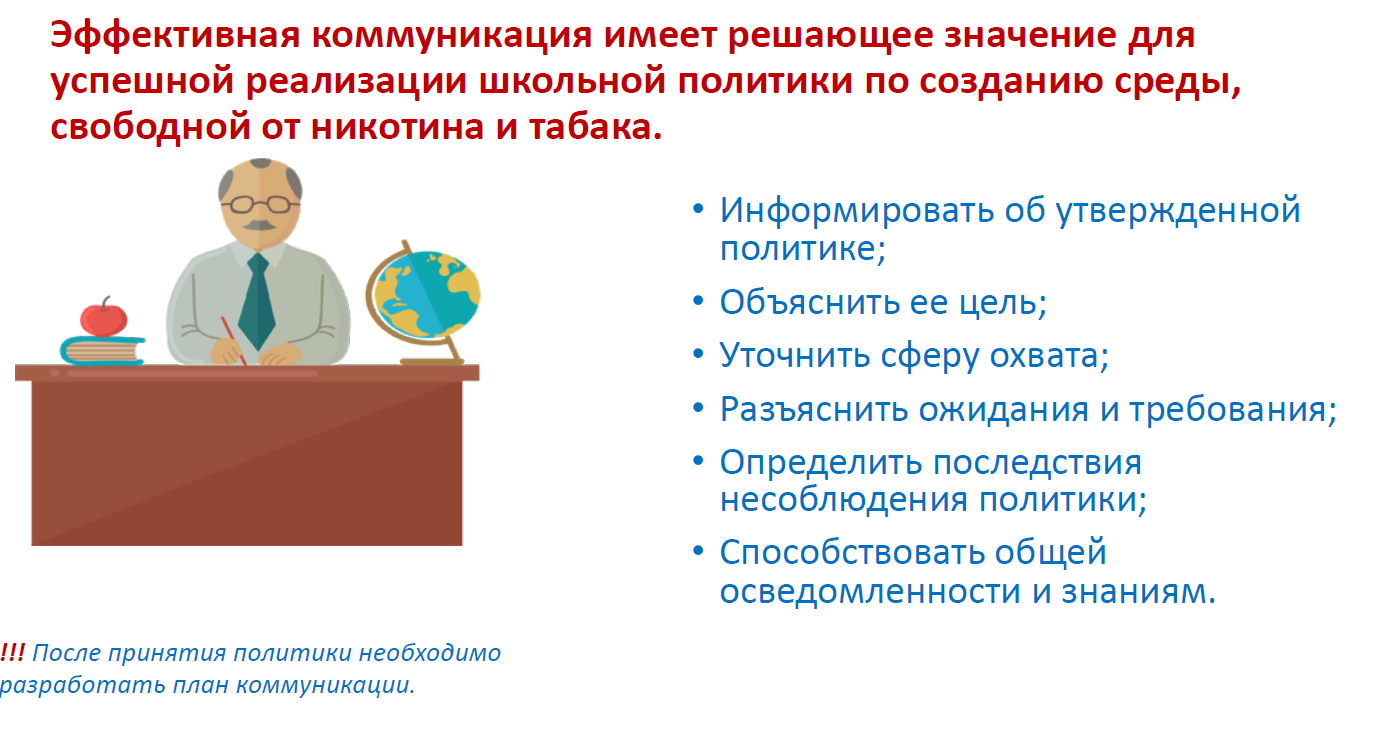 Эффективная коммуникация имеет решающее значение для
успешной реализации школьной политики по созданию среды,
свободной от никотина и табака.
• Информировать об утвержденной
политике;
• Объяснить ее цель;
• Уточнить сферу охвата;
• Разъяснить ожидания и требования;
• Определить последствия
несоблюдения политики;
• Способствовать общей
осведомленности и знаниям.
!!! После принятия политики необходимо
разработать план коммуникации.